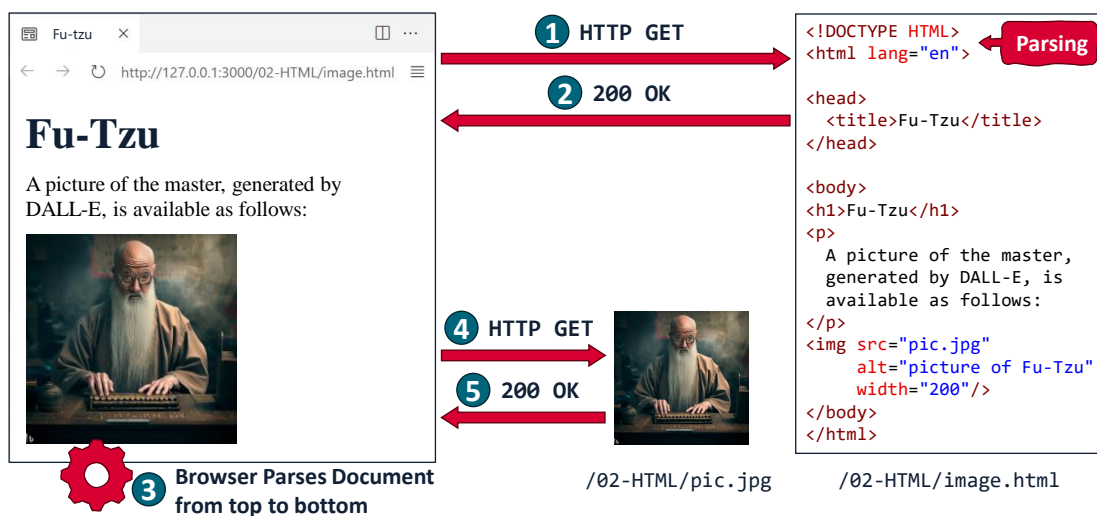 Fu-tzu
http://127.0.0.1:3000/02-HTML/image.html
Fu-Tzu
A picture of the master, generated by
DALL-E, is available as follows:
1 HTTP GET
2 200 OK
3 Browser Parses Document
from top to bottom
4 HTTP GET
5 200 OK
/02-HTML/pic.jpg
<!DOCTYPE HTML>
<html lang="en">
Parsing
<head>
<title>Fu-Tzu</title>
</head>
<body>
<h1>Fu-Tzu</h1>
<p>
A picture of the master,
generated by DALL-E, is
available as follows:
</p>
<img src="pic.jpg"
alt="picture of Fu-Tzu"
width="200"/>
</body>
</html>
/02-HTML/image.html